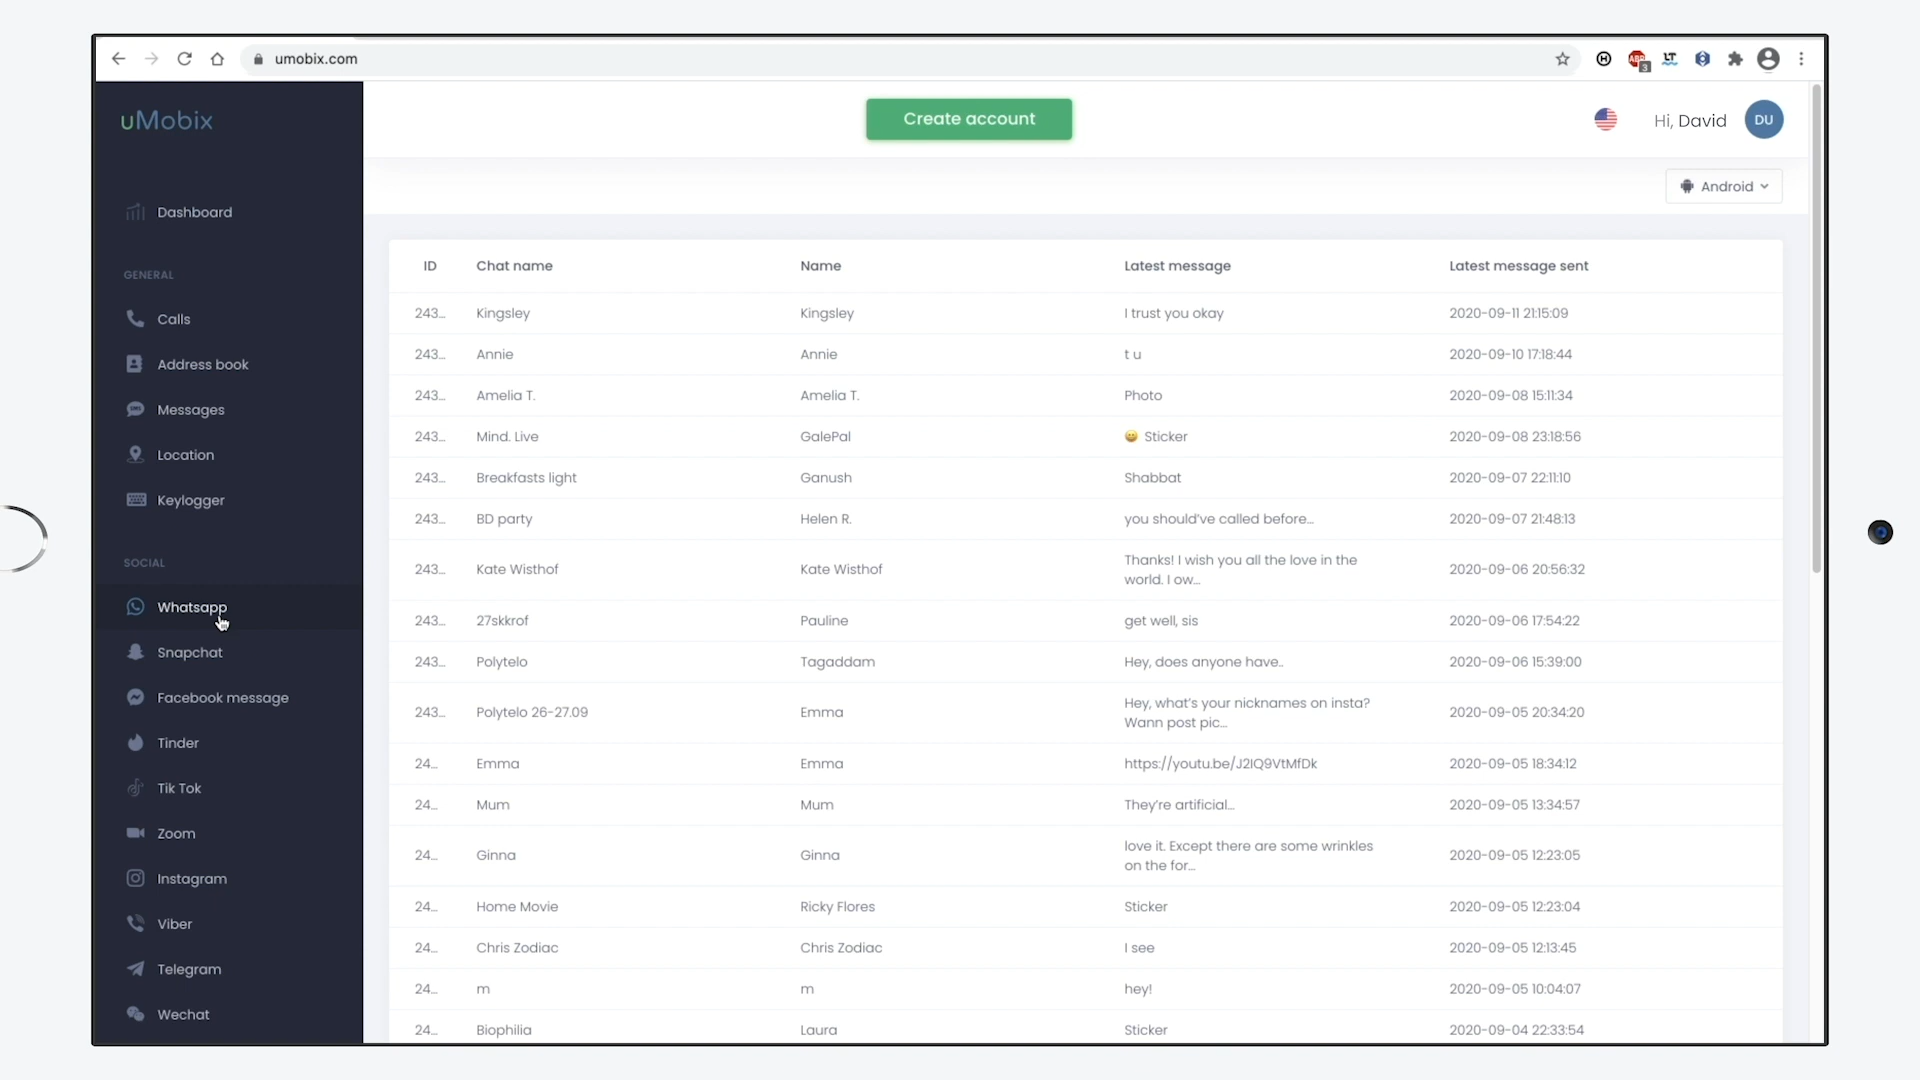 umobix.com
ABP
3
LT
uMobix
Create account
Hi, David
DU
Android
Dashboard
GENERAL
Calls
Address book
Messages
Location
Keylogger
SOCIAL
Whatsapp
Snapchat
Facebook message
Tinder
Tik Tok
Zoom
Instagram
Viber
Telegram
Wechat
ID Chat name Name Latest message Latest message sent
243... Kingsley Kingsley I trust you okay 2020-09-11 21:15:09
243... Annie Annie t u 2020-09-10 17:18:44
243... Amelia T. Amelia T. Photo 2020-09-08 15:11:34
243... Mind. Live GalePal 😀 Sticker 2020-09-08 23:18:56
243... Breakfasts light Ganush Shabbat 2020-09-07 22:11:10
243... BD party Helen R. you should've called before... 2020-09-07 21:48:13
243... Kate Wisthof Kate Wisthof Thanks! I wish you all the love in the
world. I ow... 2020-09-06 20:56:32
243... 27skkrof Pauline get well, sis 2020-09-06 17:54:22
243... Polytelo Tagaddam Hey, does anyone have.. 2020-09-06 15:39:00
243... Polytelo 26-27.09 Emma Hey, what's your nicknames on insta?
Wann post pic... 2020-09-05 20:34:20
24... Emma Emma https://youtu.be/J2IQ9VtMfDk 2020-09-05 18:34:12
24... Mum Mum They're artificial... 2020-09-05 13:34:57
24... Ginna Ginna love it. Except there are some wrinkles
on the for... 2020-09-05 12:23:05
24... Home Movie Ricky Flores Sticker 2020-09-05 12:23:04
24... Chris Zodiac Chris Zodiac I see 2020-09-05 12:13:45
24... m m hey! 2020-09-05 10:04:07
24... Biophilia Laura Sticker 2020-09-04 22:33:54